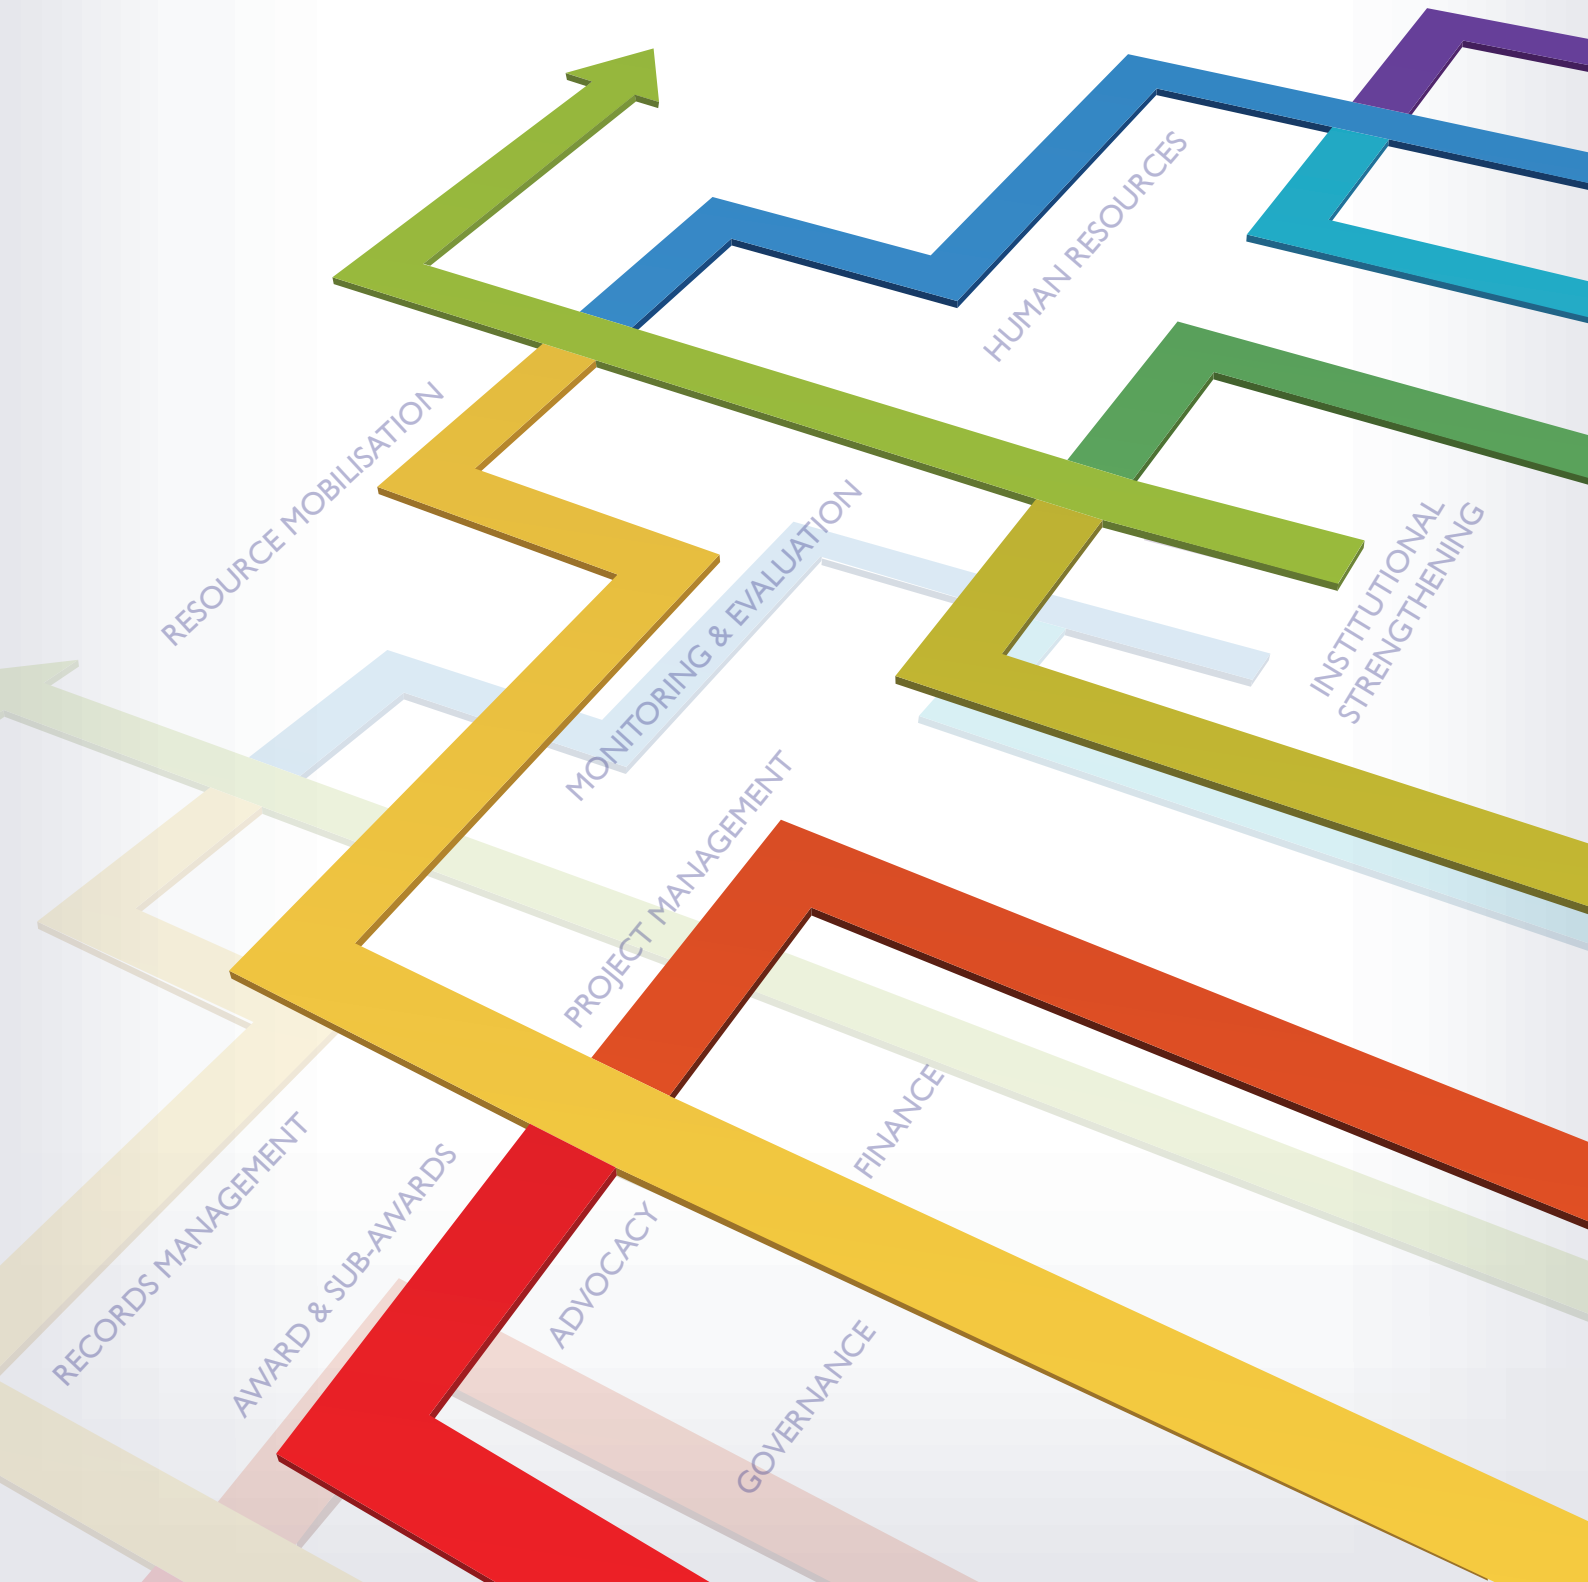 HUMAN RESOURCES
RESOURCE MOBILISATION
MONITORING & EVALUATION
INSTITUTIONAL
STRENGTHENING
PROJECT MANAGEMENT
FINANCE
RECORDS MANAGEMENT
AWARD & SUB-AWARDS
ADVOCACY
GOVERNANCE